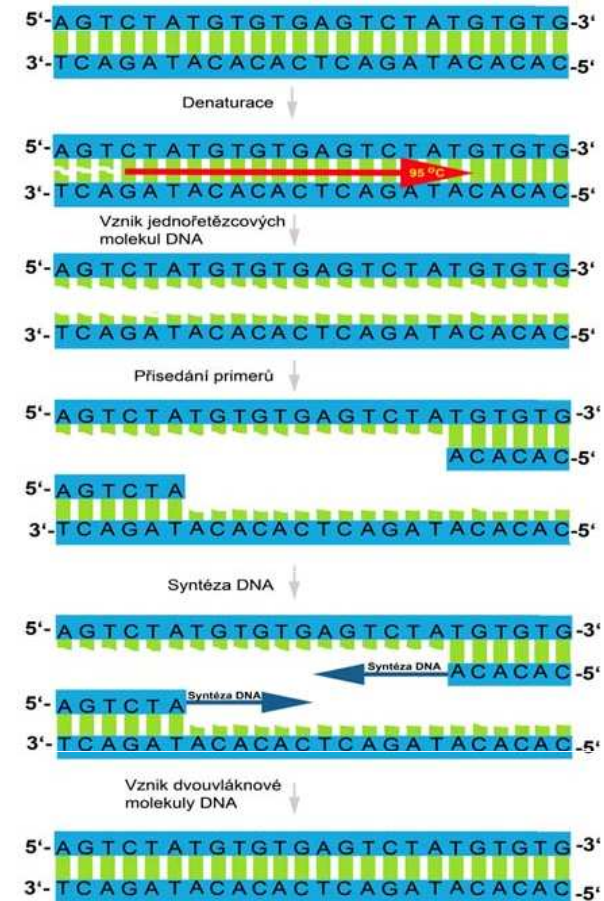 5'-AGTCTATGTGTGAGTCTATGTGTG-3'
3'-TCAGATACACACTCAGATACACAC-5'
Denaturace
5'-AGTCTATGTGTGAGTCTATGTGTG-3'
95 °C
3'-TCAGATACACACTCAGATACACAC-5'
Vznik jednořetězcových
molekul DNA
5'-AGTCTATGTGTGAGTCTATGTGTG-3'
3'-TCAGATACACACTCAGATACACAC-5'
Přisedání primerů
5'-AGTCTATGTGTGAGTCTATGTGTG-3'
ACACAC-5'
5'-AGTCTA
3'-TCAGATACACACTCAGATACACAC-5'
Syntéza DNA
5'-AGTCTATGTGTGAGTCTATGTGTG-3'
Syntéza DNA ACACAC-5'
5'-AGTCTA Syntéza DNA
3'-TCAGATACACACTCAGATACACAC-5'
Vznik dvouvláknové
molekuly DNA
5'-AGTCTATGTGTGAGTCTATGTGTG-3'
3'-TCAGATACACACTCAGATACACAC-5'